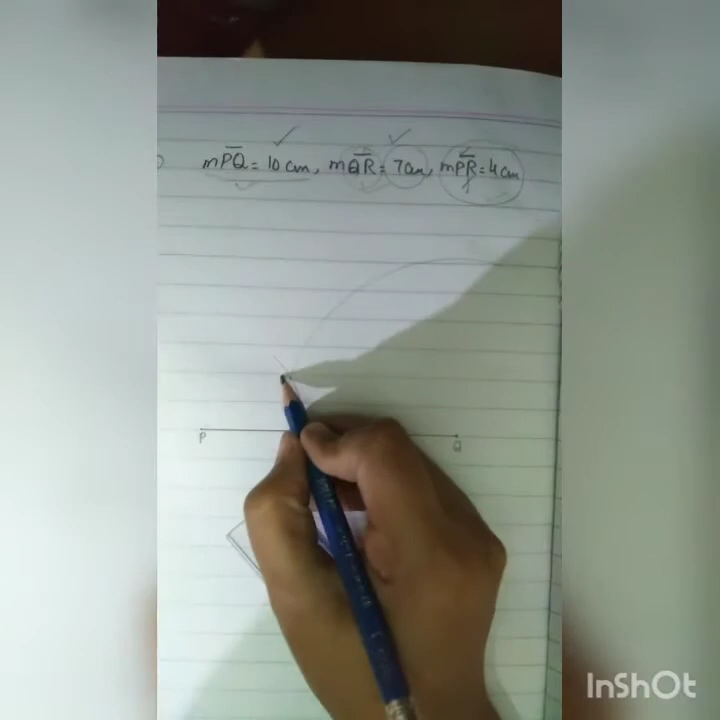 mPQ = 10 cm, mQR = 7cm, mPR = 4cm
P
Q
InShOt